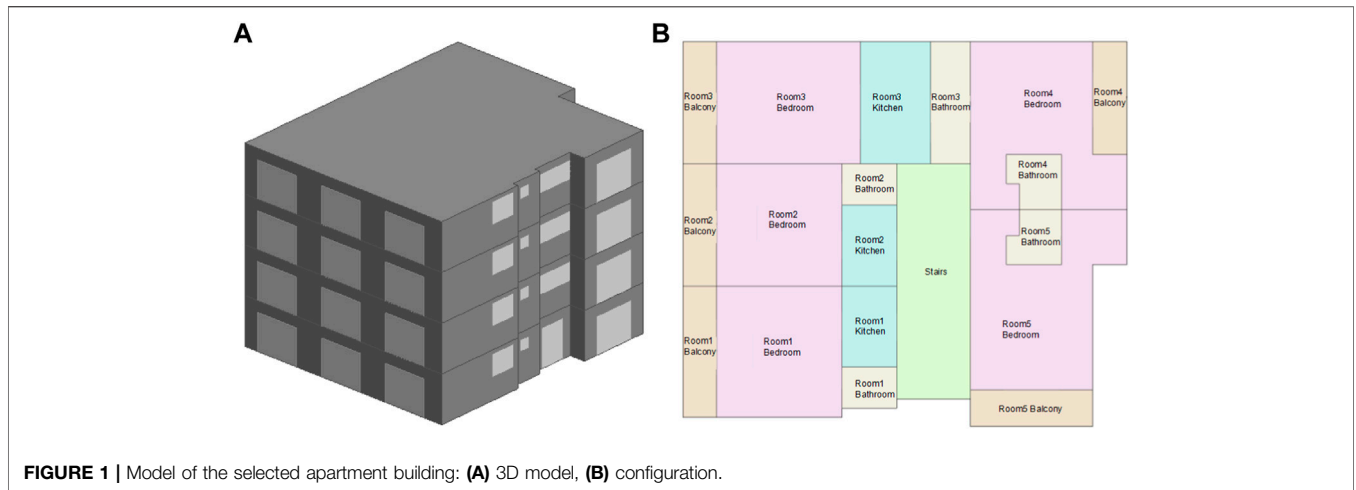 A
B
Room3
Balcony
Room3
Bedroom
Room3
Kitchen
Room3
Bathroom
Room4
Bedroom
Room4
Balcony
Room4
Bathroom
Room2
Balcony
Room2
Bedroom
Room2
Bathroom
Room2
Kitchen
Stairs
Room5
Bathroom
Room1
Balcony
Room1
Bedroom
Room1
Kitchen
Room1
Bathroom
Room5
Bedroom
Room5 Balcony
FIGURE 1 | Model of the selected apartment building: (A) 3D model, (B) configuration.